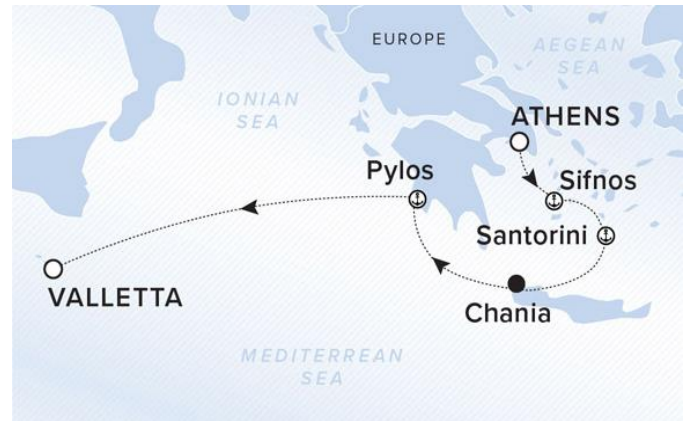 EUROPE
AEGEAN
SEA
IONIAN
SEA
ATHENS
Pylos
Sifnos
Santorini
VALLETTA
Chania
MEDITERREAN
SEA